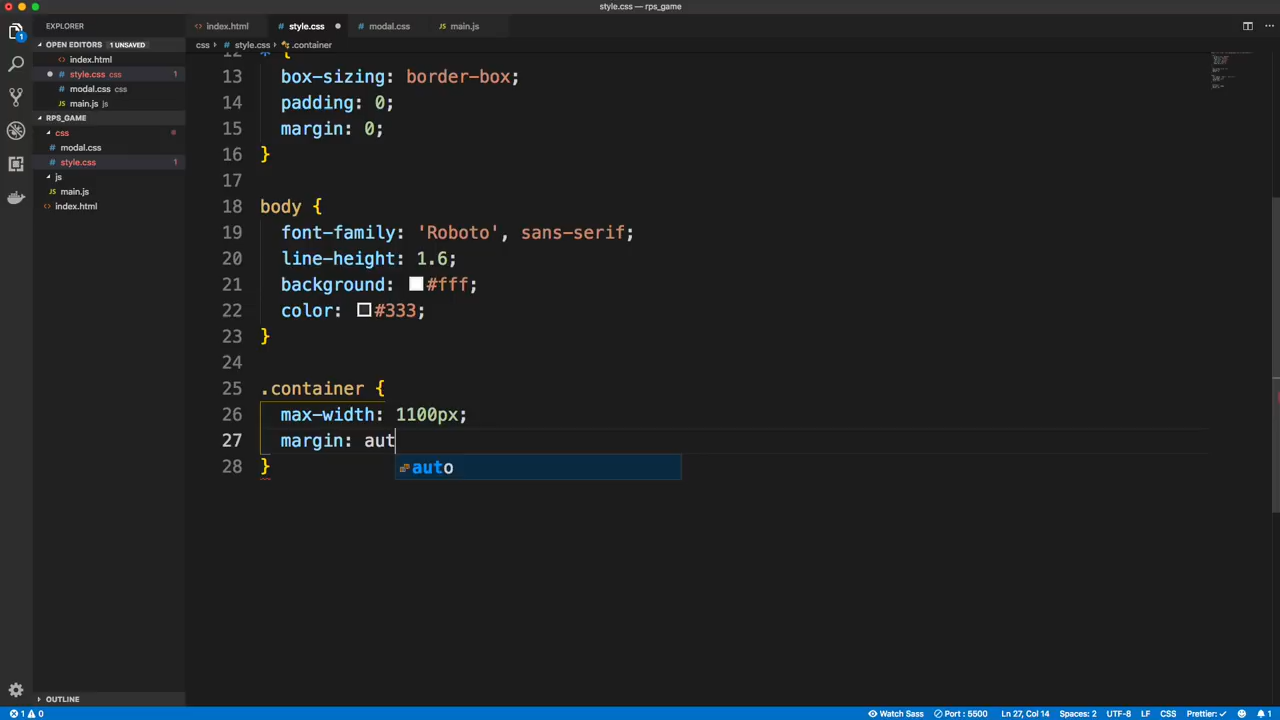 style.css — rps_game
EXPLORER
index.html
style.css
modal.css
main.js
OPEN EDITORS 1 UNSAVED
css › style.css › .container
index.html
style.css css 1
modal.css css
main.js js
RPS_GAME
css
modal.css
style.css 1
js
main.js
index.html
12 * {
13 box-sizing: border-box;
14 padding: 0;
15 margin: 0;
16 }
17
18 body {
19 font-family: 'Roboto', sans-serif;
20 line-height: 1.6;
21 background: #fff;
22 color: #333;
23 }
24
25 .container {
26 max-width: 1100px;
27 margin: aut
auto
28 }
OUTLINE
1 0 Watch Sass Port : 5500 Ln 27, Col 14 Spaces: 2 UTF-8 LF CSS Prettier: ✓ 1